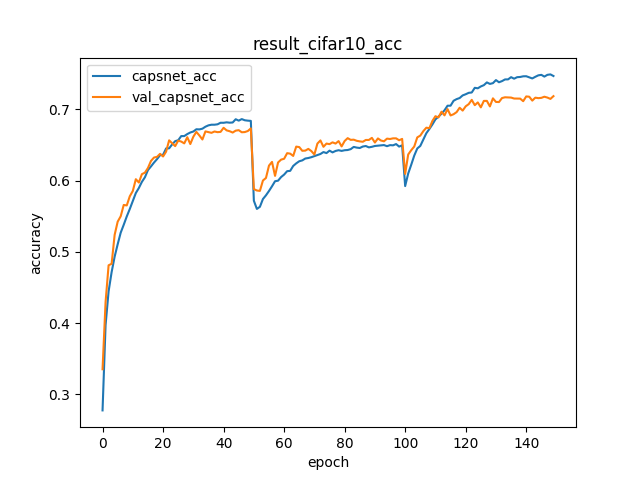 result_cifar10_acc
capsnet_acc
val_capsnet_acc
accuracy
0.7
0.6
0.5
0.4
0.3
0 20 40 60 80 100 120 140
epoch